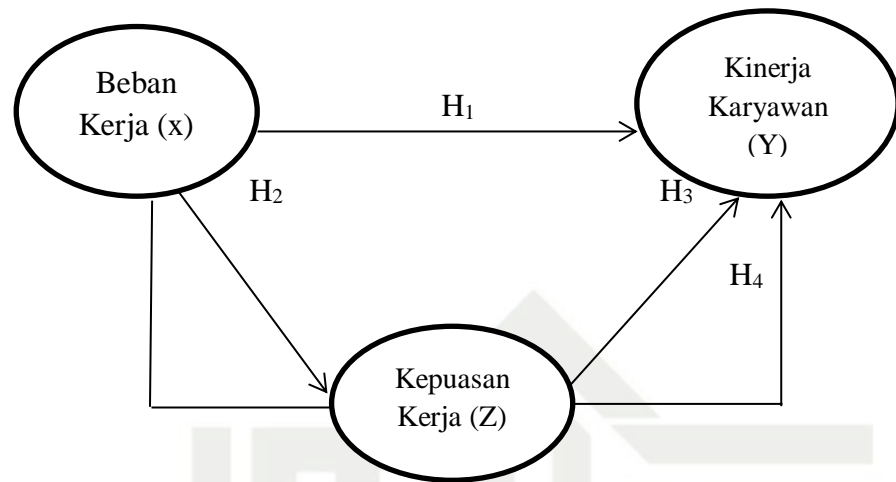 Beban
Kerja (x)
H₁
Kinerja
Karyawan
(Y)
H₂
H₃
H₄
Kepuasan
Kerja (Z)